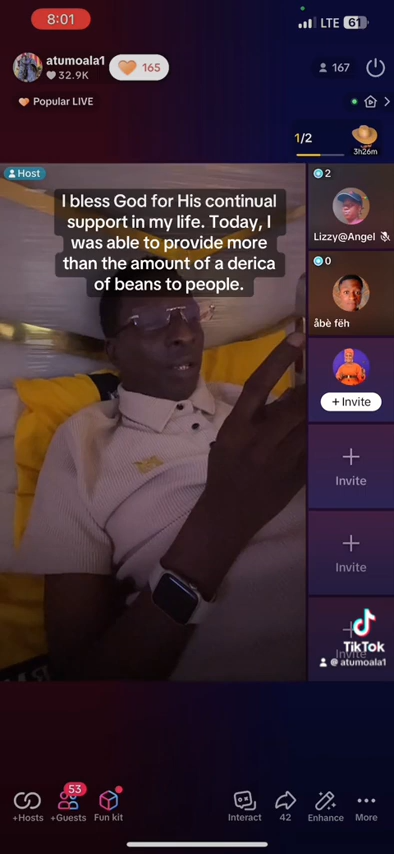 8:01
LTE 61
atumoala1
32.9K
165
167
Popular LIVE
1/2
3h26m
Host
I bless God for His continual
support in my life. Today, I
was able to provide more
than the amount of a derica
of beans to people.
2
Lizzy@Angel
0
åbè fëh
+ Invite
Invite
Invite
Invite
TikTok
@atumoala1
53
+Hosts
+Guests
Fun kit
Interact
42
Enhance
More